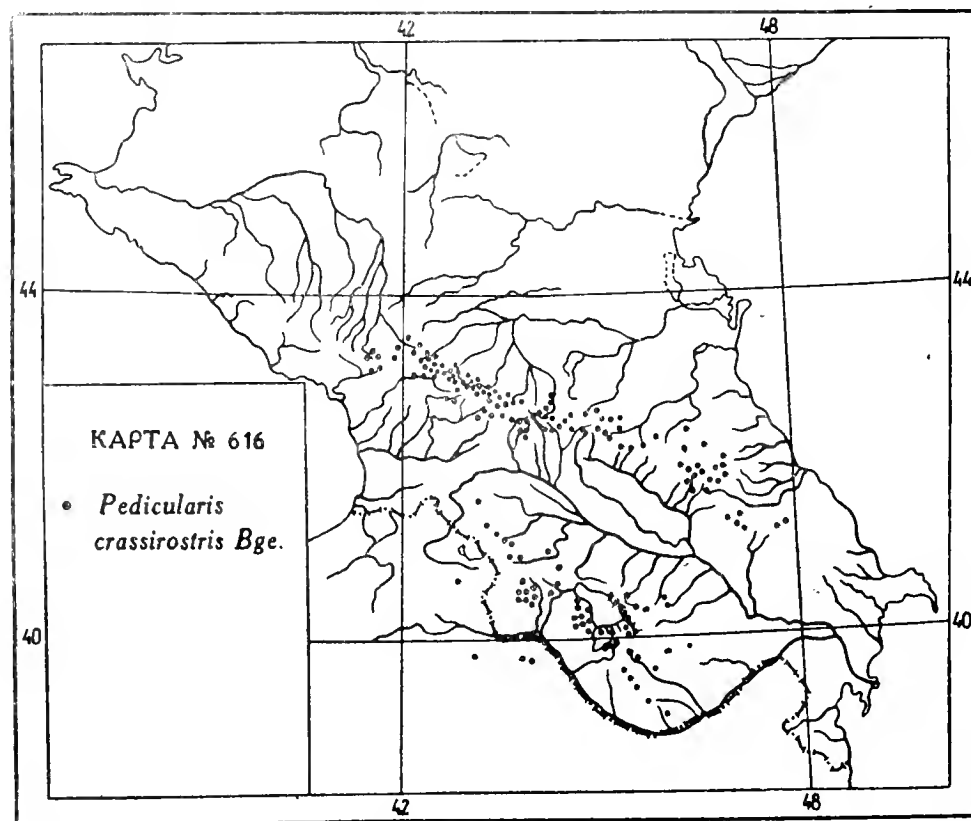 42 48
44 44
КАРТА № 616
Pedicularis
crassirostris Bge.
40 40
42 48